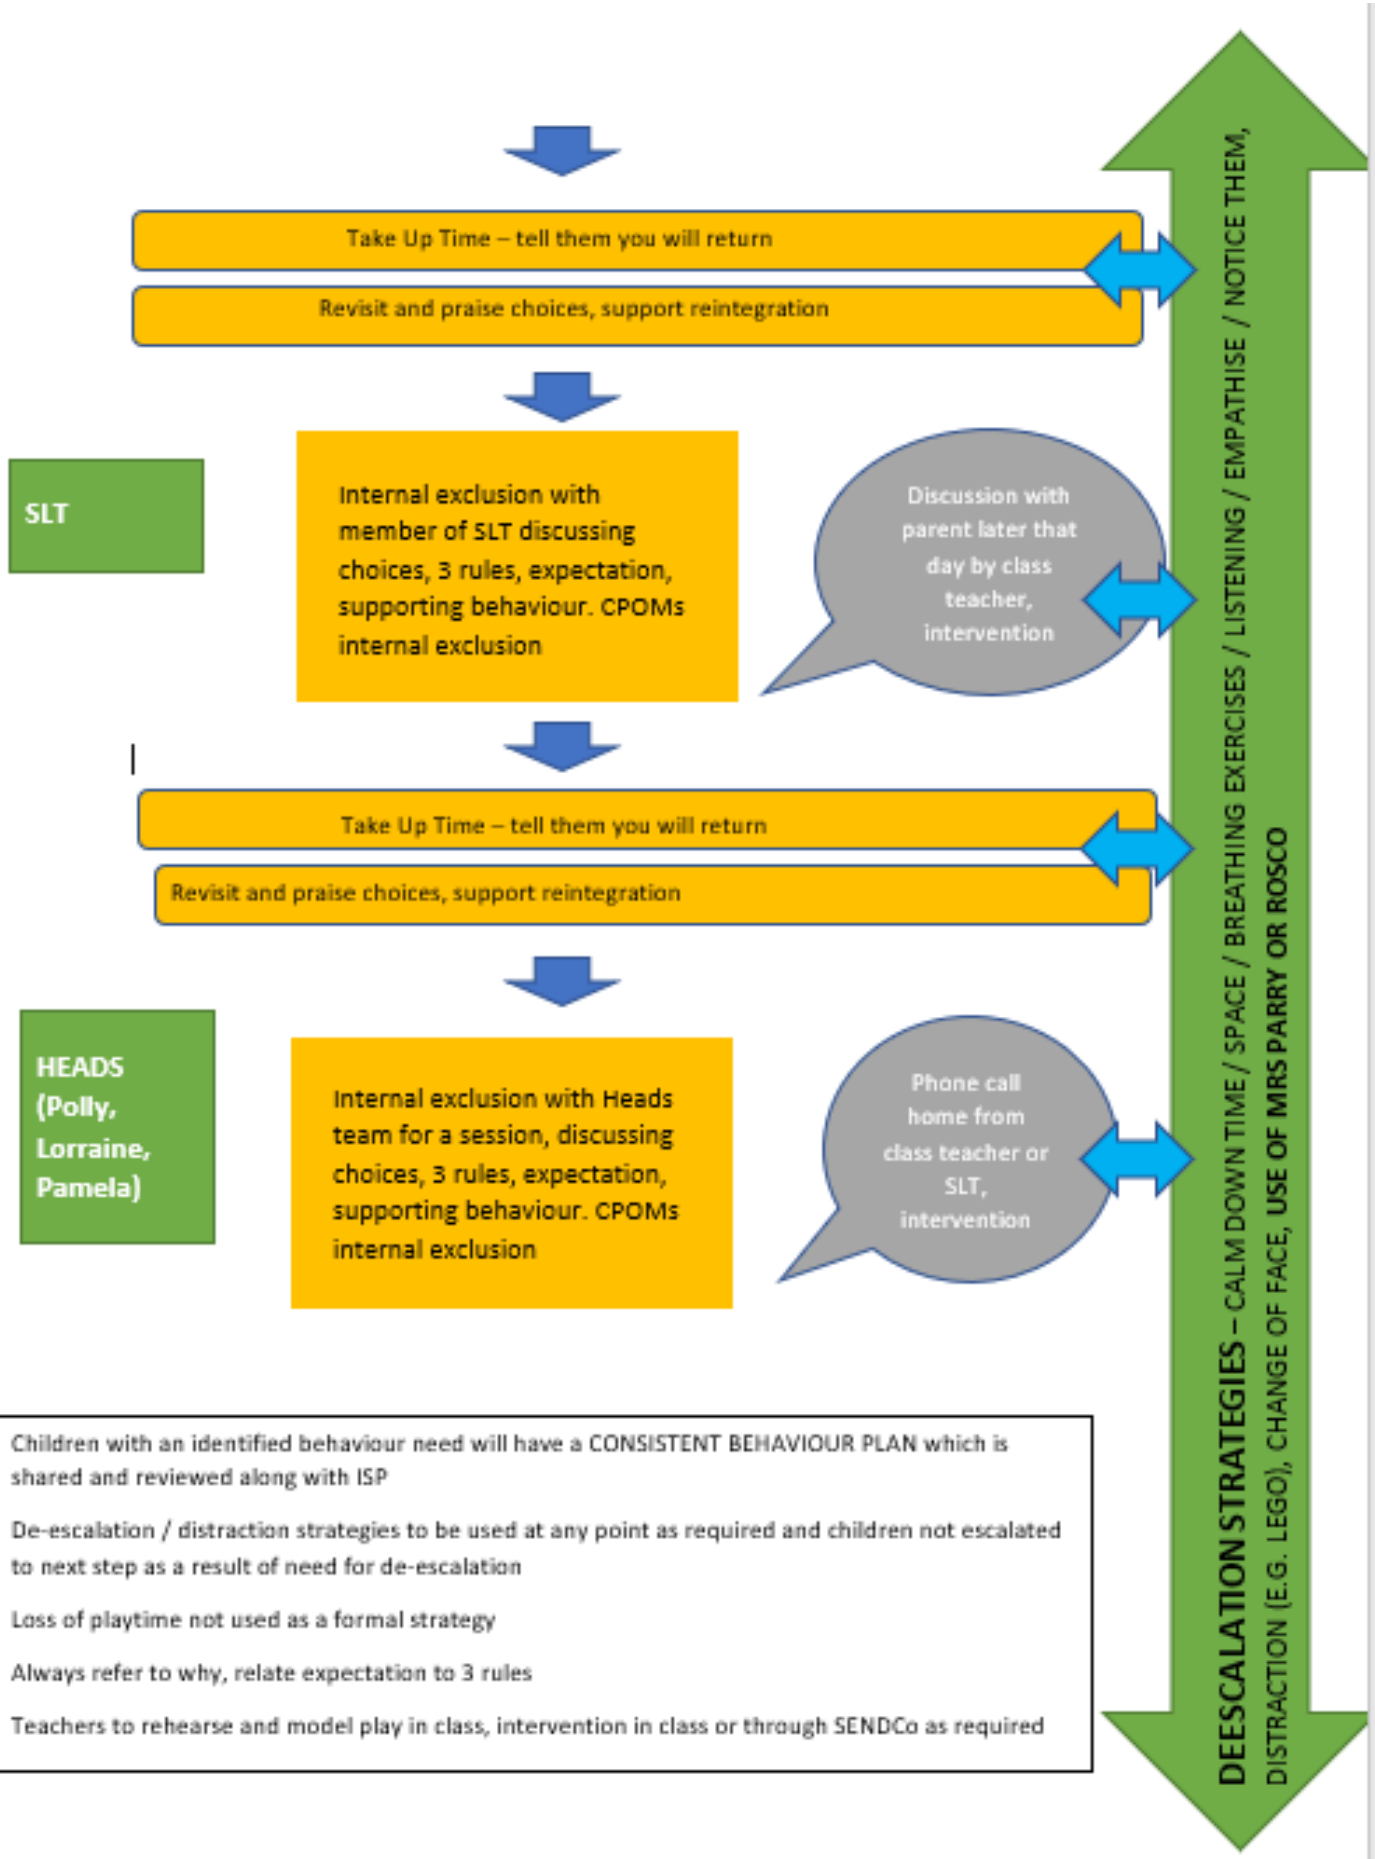 Take Up Time – tell them you will return
Revisit and praise choices, support reintegration
SLT
Internal exclusion with
member of SLT discussing
choices, 3 rules, expectation,
supporting behaviour. CPOMs
internal exclusion
Discussion with
parent later that
day by class
teacher,
intervention
Take Up Time – tell them you will return
Revisit and praise choices, support reintegration
HEADS
(Polly,
Lorraine,
Pamela)
Internal exclusion with Heads
team for a session, discussing
choices, 3 rules, expectation,
supporting behaviour. CPOMs
internal exclusion
Phone call
home from
class teacher or
SLT,
intervention
Children with an identified behaviour need will have a CONSISTENT BEHAVIOUR PLAN which is
shared and reviewed along with ISP
De-escalation / distraction strategies to be used at any point as required and children not escalated
to next step as a result of need for de-escalation
Loss of playtime not used as a formal strategy
Always refer to why, relate expectation to 3 rules
Teachers to rehearse and model play in class, intervention in class or through SENDCo as required
DEESCALATION STRATEGIES – CALM DOWN TIME / SPACE / BREATHING EXERCISES / LISTENING / EMPATHISE / NOTICE THEM,
DISTRACTION (E.G. LEGO), CHANGE OF FACE, USE OF MRS PARRY OR ROSCO